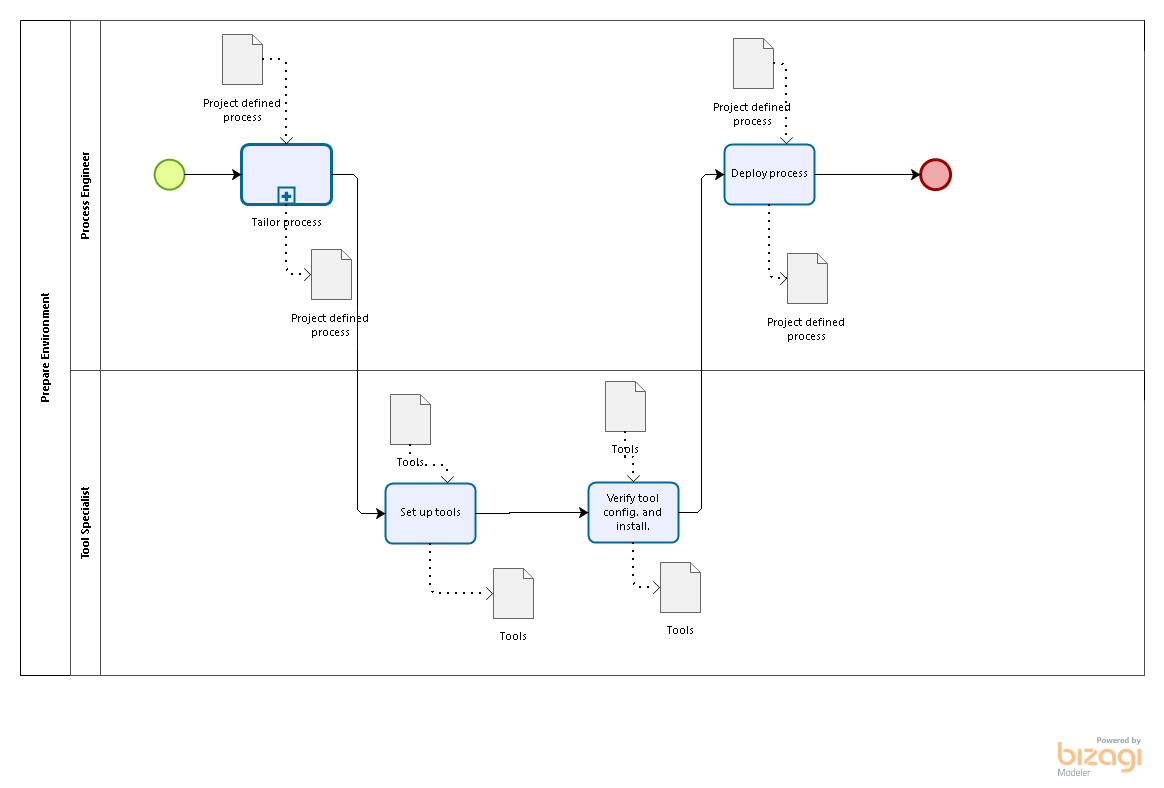 Prepare Environment
Process Engineer
Project defined
process
Tailor process
Project defined
process
Project defined
process
Deploy process
Project defined
process
Tool Specialist
Tools
Set up tools
Tools
Tools
Verify tool
config. and
install.
Tools
Powered by
bizagi
Modeler